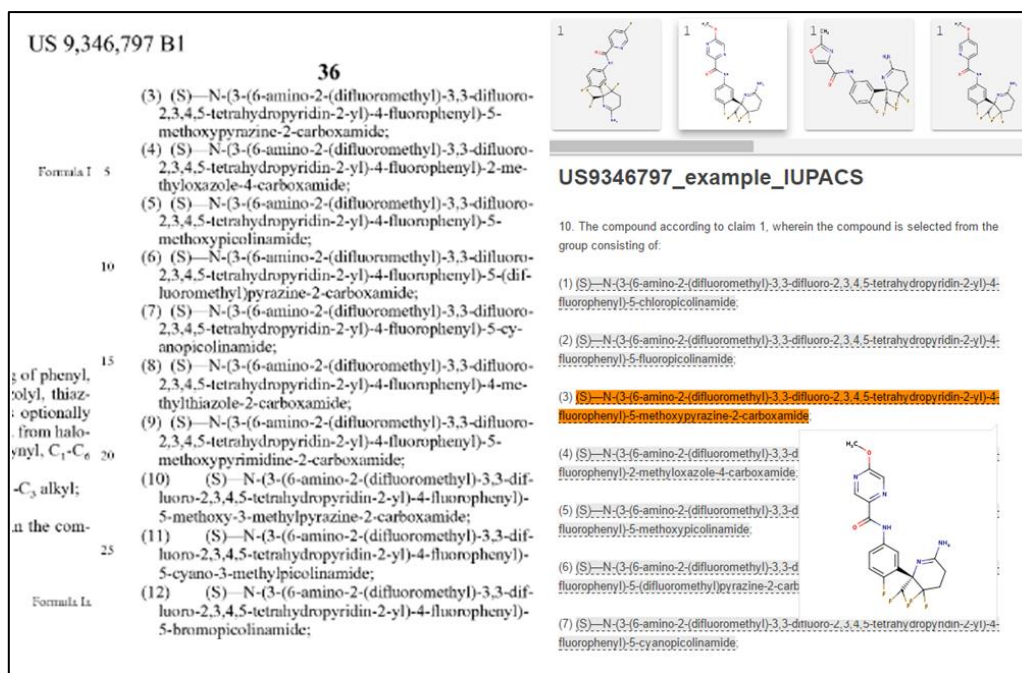 US 9,346,797 B1
36
(3) (S)—N-(3-(6-amino-2-(difluoromethyl)-3,3-difluoro-
2,3,4,5-tetrahydropyridin-2-yl)-4-fluorophenyl)-5-
methoxypyrazine-2-carboxamide;
(4) (S)—N-(3-(6-amino-2-(difluoromethyl)-3,3-difluoro-
Formula I 5 2,3,4,5-tetrahydropyridin-2-yl)-4-fluorophenyl)-2-me-
thyloxazole-4-carboxamide;
(5) (S)—N-(3-(6-amino-2-(difluoromethyl)-3,3-difluoro-
2,3,4,5-tetrahydropyridin-2-yl)-4-fluorophenyl)-5-
methoxypicolinamide;
10 (6) (S)—N-(3-(6-amino-2-(difluoromethyl)-3,3-difluoro-
2,3,4,5-tetrahydropyridin-2-yl)-4-fluorophenyl)-5-(dif-
luoromethyl)pyrazine-2-carboxamide;
(7) (S)—N-(3-(6-amino-2-(difluoromethyl)-3,3-difluoro-
2,3,4,5-tetrahydropyridin-2-yl)-4-fluorophenyl)-5-cy-
15 anopicolinamide;
; of phenyl, (8) (S)—N-(3-(6-amino-2-(difluoromethyl)-3,3-difluoro-
olyl, thiaz- 2,3,4,5-tetrahydropyridin-2-yl)-4-fluorophenyl)-4-me-
optionally thylthiazole-2-carboxamide;
from halo- (9) (S)—N-(3-(6-amino-2-(difluoromethyl)-3,3-difluoro-
ynyl, C1-C6 20 2,3,4,5-tetrahydropyridin-2-yl)-4-fluorophenyl)-5-
methoxypyrimidine-2-carboxamide;
-C3 alkyl; (10) (S)—N-(3-(6-amino-2-(difluoromethyl)-3,3-dif-
luoro-2,3,4,5-tetrahydropyridin-2-yl)-4-fluorophenyl)-
n the com- 5-methoxy-3-methylpyrazine-2-carboxamide;
25 (11) (S)—N-(3-(6-amino-2-(difluoromethyl)-3,3-dif-
luoro-2,3,4,5-tetrahydropyridin-2-yl)-4-fluorophenyl)-
5-cyano-3-methylpicolinamide;
Formula Ia (12) (S)—N-(3-(6-amino-2-(difluoromethyl)-3,3-dif-
luoro-2,3,4,5-tetrahydropyridin-2-yl)-4-fluorophenyl)-
5-bromopicolinamide;
1
1
1
1
US9346797_example_IUPACS
10. The compound according to claim 1, wherein the compound is selected from the
group consisting of:
(1) (S)—N-(3-(6-amino-2-(difluoromethyl)-3,3-difluoro-2,3,4,5-tetrahydropyridin-2-yl)-4-
fluorophenyl)-5-chloropicolinamide;
(2) (S)—N-(3-(6-amino-2-(difluoromethyl)-3,3-difluoro-2,3,4,5-tetrahydropyridin-2-yl)-4-
fluorophenyl)-5-fluoropicolinamide;
(3) (S)—N-(3-(6-amino-2-(difluoromethyl)-3,3-difluoro-2,3,4,5-tetrahydropyridin-2-yl)-4-
fluorophenyl)-5-methoxypyrazine-2-carboxamide;
(4) (S)—N-(3-(6-amino-2-(difluoromethyl)-3,3-d
fluorophenyl)-2-methyloxazole-4-carboxamide;
(5) (S)—N-(3-(6-amino-2-(difluoromethyl)-3,3-d
fluorophenyl)-5-methoxypicolinamide;
(6) (S)—N-(3-(6-amino-2-(difluoromethyl)-3,3-d
fluorophenyl)-5-(difluoromethyl)pyrazine-2-carb
(7) (S)—N-(3-(6-amino-2-(difluoromethyl)-3,3-difluoro-2,3,4,5-tetrahydropyridin-2-yl)-4-
fluorophenyl)-5-cyanopicolinamide;